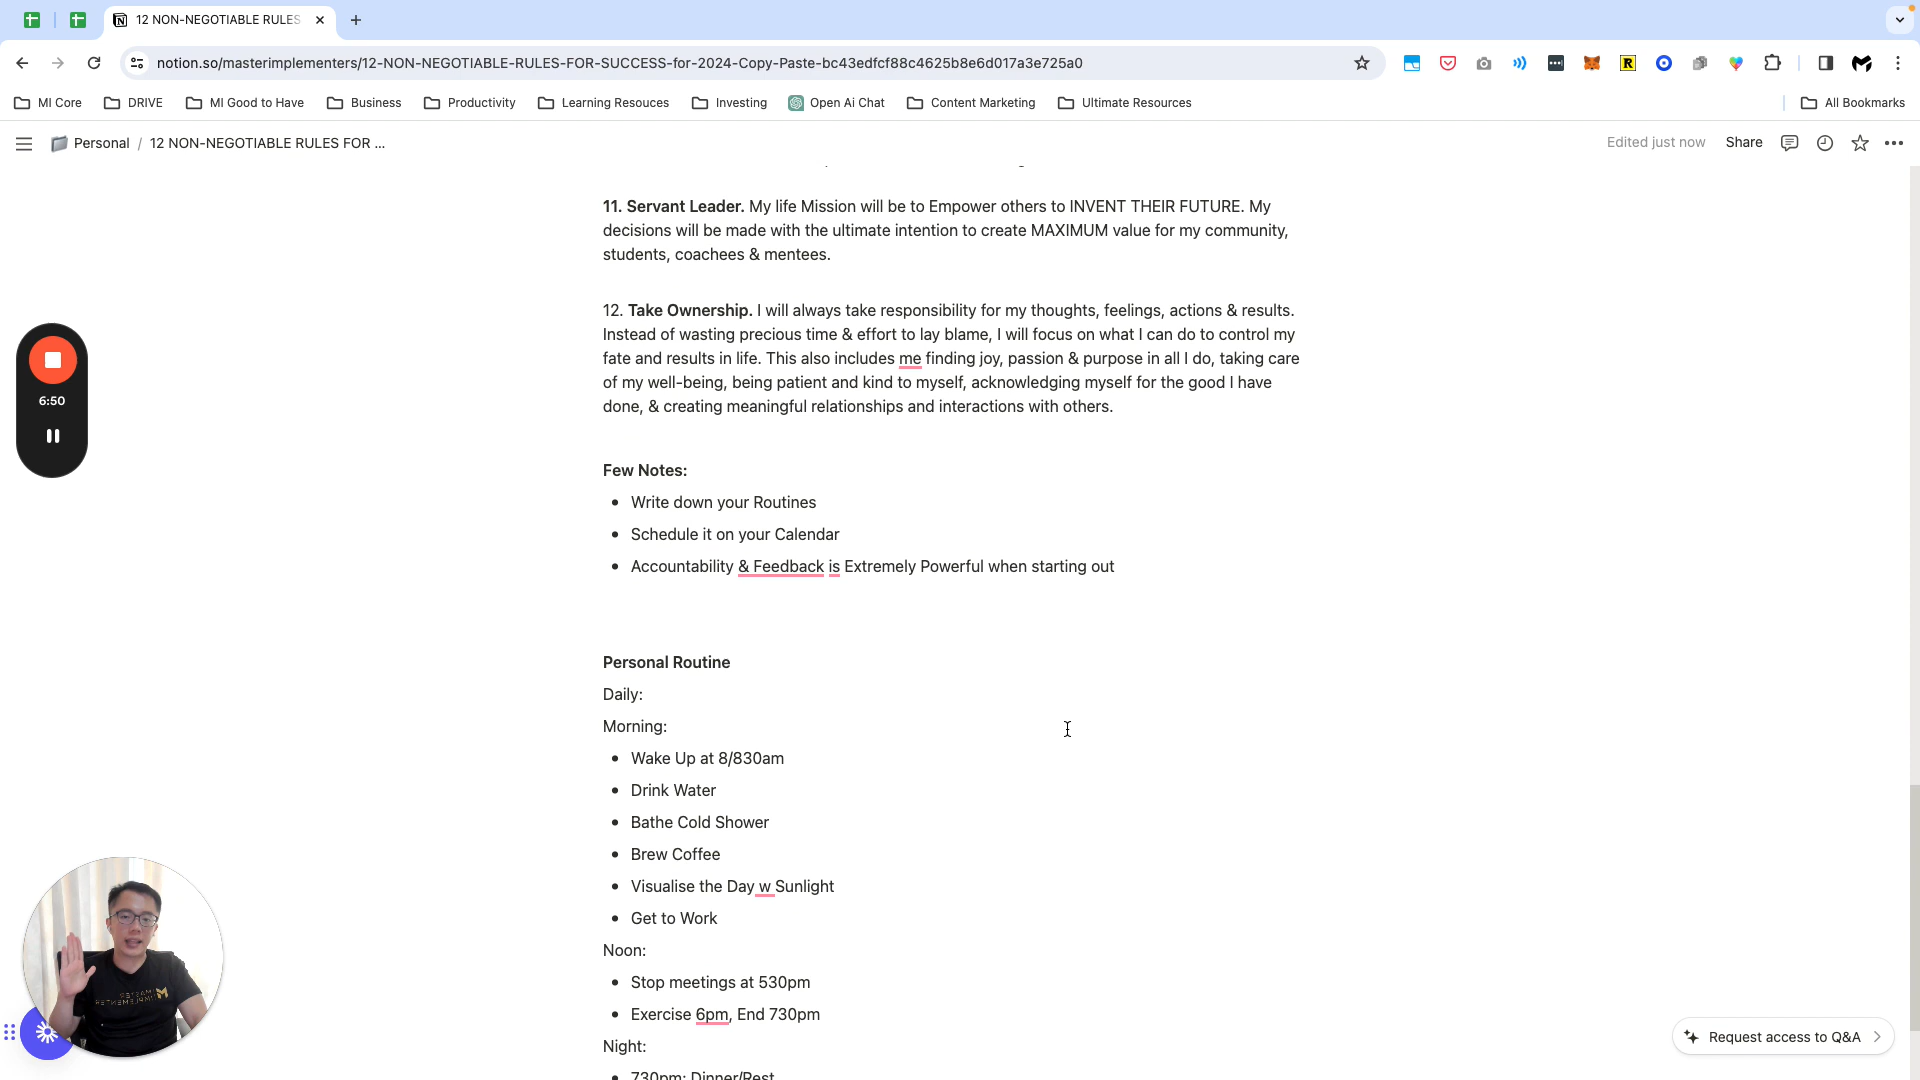 12 NON-NEGOTIABLE RULES
notion.so/masterimplementers/12-NON-NEGOTIABLE-RULES-FOR-SUCCESS-for-2024-Copy-Paste-bc43edfcf88c4625b8e6d017a3e725a0
MI Core DRIVE MI Good to Have Business Productivity Learning Resouces Investing Open Ai Chat Content Marketing Ultimate Resources All Bookmarks
Personal / 12 NON-NEGOTIABLE RULES FOR ... Edited just now Share
11. Servant Leader. My life Mission will be to Empower others to INVENT THEIR FUTURE. My
decisions will be made with the ultimate intention to create MAXIMUM value for my community,
students, coachees & mentees.
12. Take Ownership. I will always take responsibility for my thoughts, feelings, actions & results.
Instead of wasting precious time & effort to lay blame, I will focus on what I can do to control my
fate and results in life. This also includes me finding joy, passion & purpose in all I do, taking care
of my well-being, being patient and kind to myself, acknowledging myself for the good I have
done, & creating meaningful relationships and interactions with others.
6:50
Few Notes:
• Write down your Routines
• Schedule it on your Calendar
• Accountability & Feedback is Extremely Powerful when starting out
Personal Routine
Daily:
Morning:
• Wake Up at 8/830am
• Drink Water
• Bathe Cold Shower
• Brew Coffee
• Visualise the Day w Sunlight
• Get to Work
Noon:
• Stop meetings at 530pm
• Exercise 6pm, End 730pm
Night:
• 730pm: Dinner/Rest
Request access to Q&A